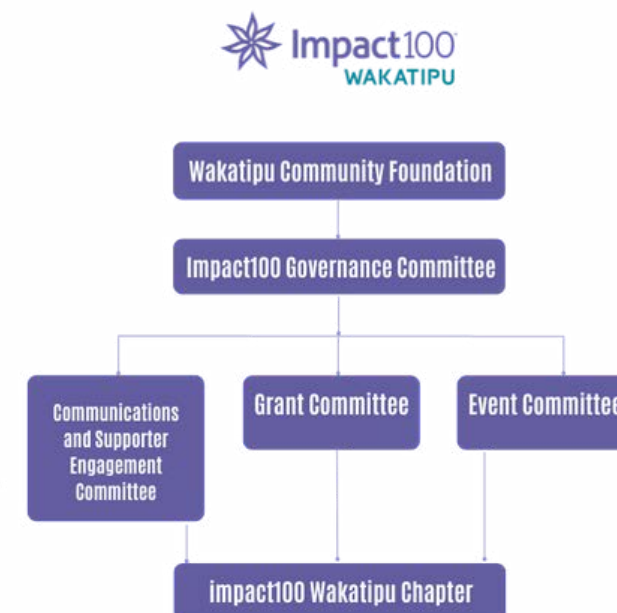 Impact100
WAKATIPU
Wakatipu Community Foundation
Impact100 Governance Committee
Communications
and Supporter
Engagement
Committee
Grant Committee
Event Committee
impact100 Wakatipu Chapter